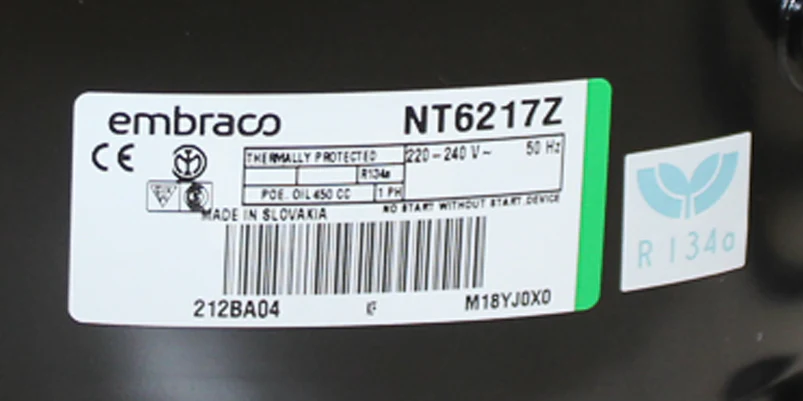 embraco NT6217Z
CE
THERMALLY PROTECTED 220-240 V~ 50 Hz
R134a
POE. OIL 450 CC 1 PH
NO START WITHOUT START.DEVICE
MADE IN SLOVAKIA
212BA04 M18YJ0X0
R134a